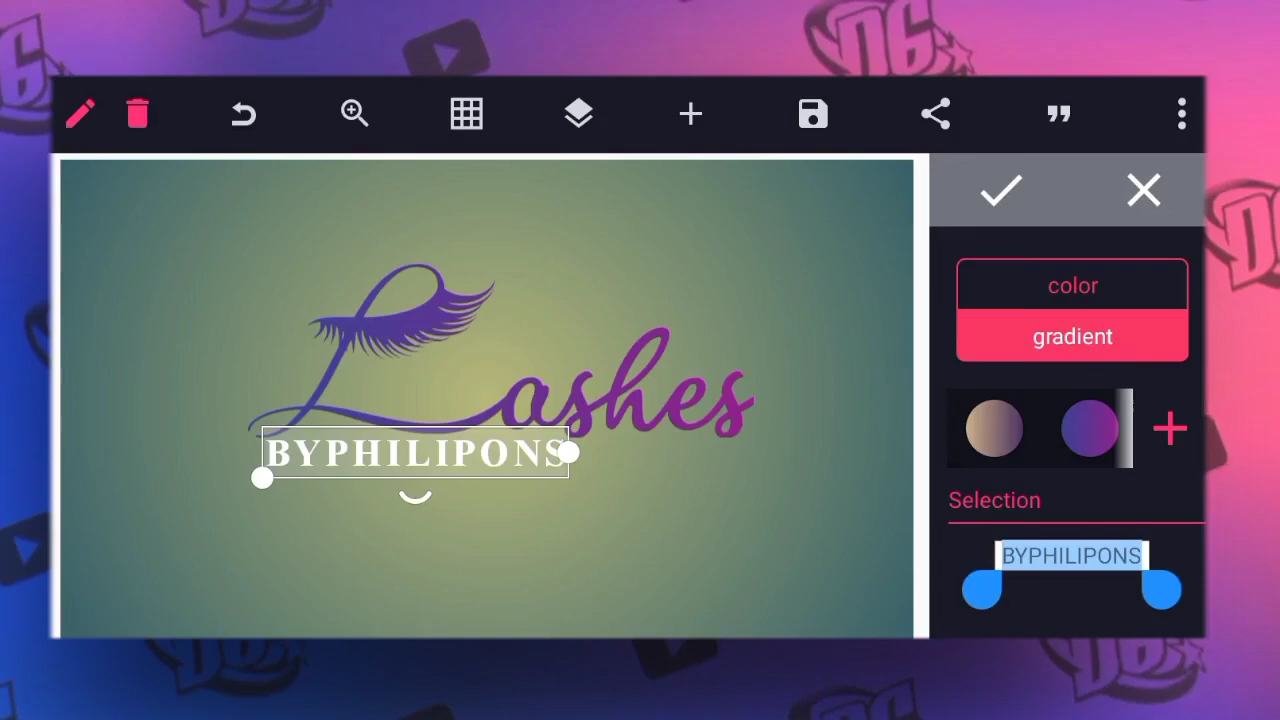 color
Lashes
gradient
BYPHILIPONS
Selection
BYPHILIPONS